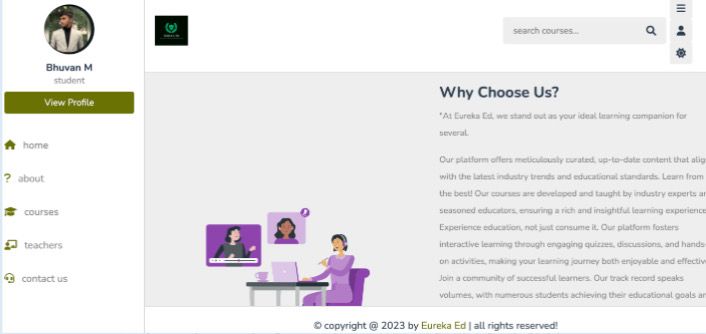 Bhuvan M
student
View Profile
home
? about
courses
teachers
contact us
search courses...
Why Choose Us?
"At Eureka Ed, we stand out as your ideal learning companion for
several.
Our platform offers meticulously curated, up-to-date content that alig
with the latest industry trends and educational standards. Learn from
the best! Our courses are developed and taught by industry experts an
seasoned educators, ensuring a rich and insightful learning experience
Experience education, not just consume it. Our platform fosters
interactive learning through engaging quizzes, discussions, and hands-
on activities, making your learning journey both enjoyable and effectiv
Join a community of successful learners. Our track record speaks
volumes, with numerous students achieving their educational goals an
© copyright @ 2023 by Eureka Ed | all rights reserved!